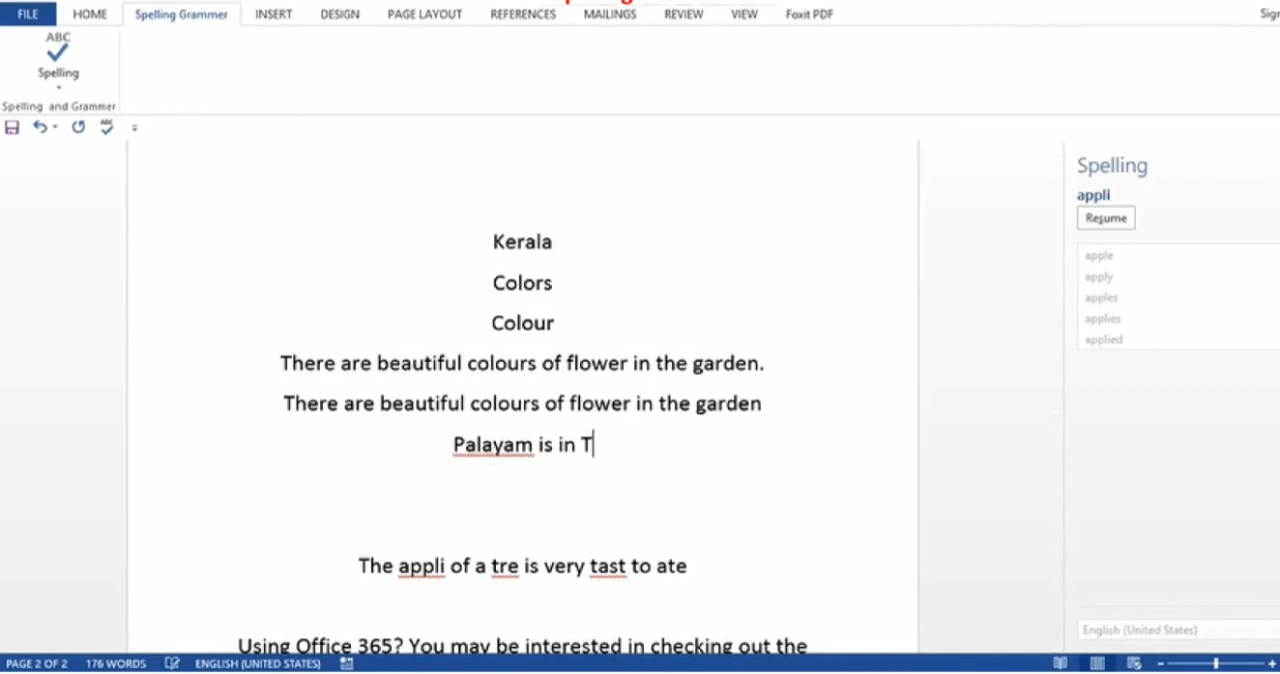 FILE HOME Spelling Grammer INSERT DESIGN PAGE LAYOUT REFERENCES MAILINGS REVIEW VIEW Foxit PDF
ABC
Spelling
Spelling and Grammer
Spelling
appli
Resume
apple
apply
apples
applies
applied
Kerala
Colors
Colour
There are beautiful colours of flower in the garden.
There are beautiful colours of flower in the garden
Palayam is in T
The appli of a tre is very tast to ate
Using Office 365? You may be interested in checking out the
English (United States)
PAGE 2 OF 2 176 WORDS ENGLISH (UNITED STATES)